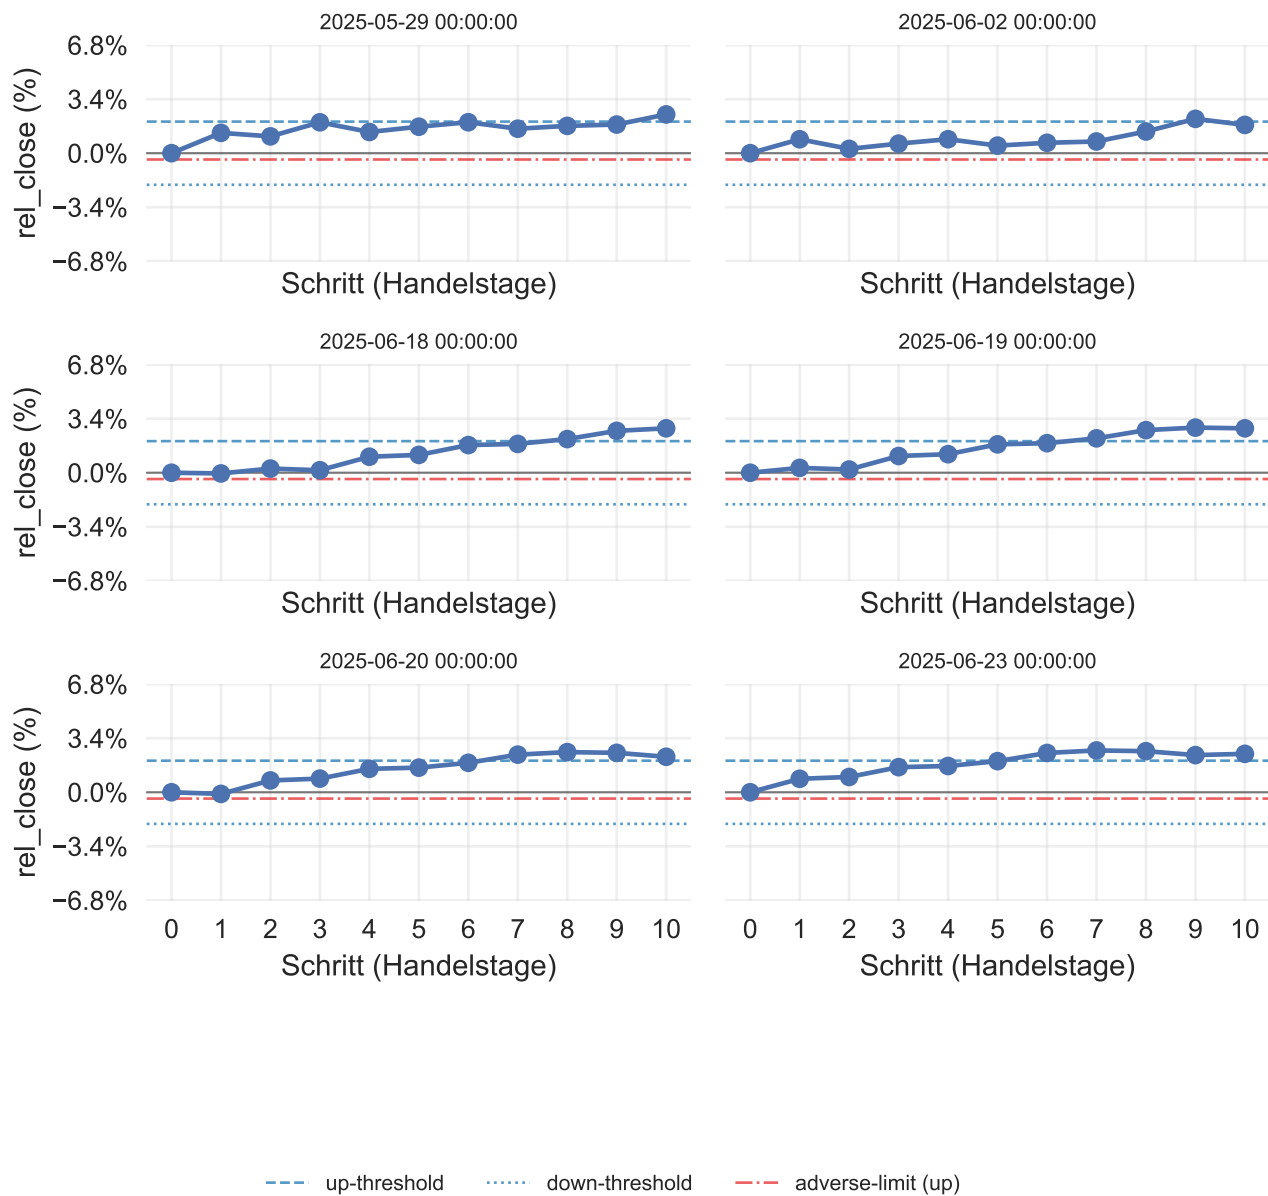 2025-05-29 00:00:00
2025-06-02 00:00:00
6.8%
3.4%
0.0%
−3.4%
−6.8%
rel_close (%)
Schritt (Handelstage)
Schritt (Handelstage)
2025-06-18 00:00:00
2025-06-19 00:00:00
6.8%
3.4%
0.0%
−3.4%
−6.8%
rel_close (%)
Schritt (Handelstage)
Schritt (Handelstage)
2025-06-20 00:00:00
2025-06-23 00:00:00
6.8%
3.4%
0.0%
−3.4%
−6.8%
rel_close (%)
0 1 2 3 4 5 6 7 8 9 10
0 1 2 3 4 5 6 7 8 9 10
Schritt (Handelstage)
Schritt (Handelstage)
up-threshold
down-threshold
adverse-limit (up)